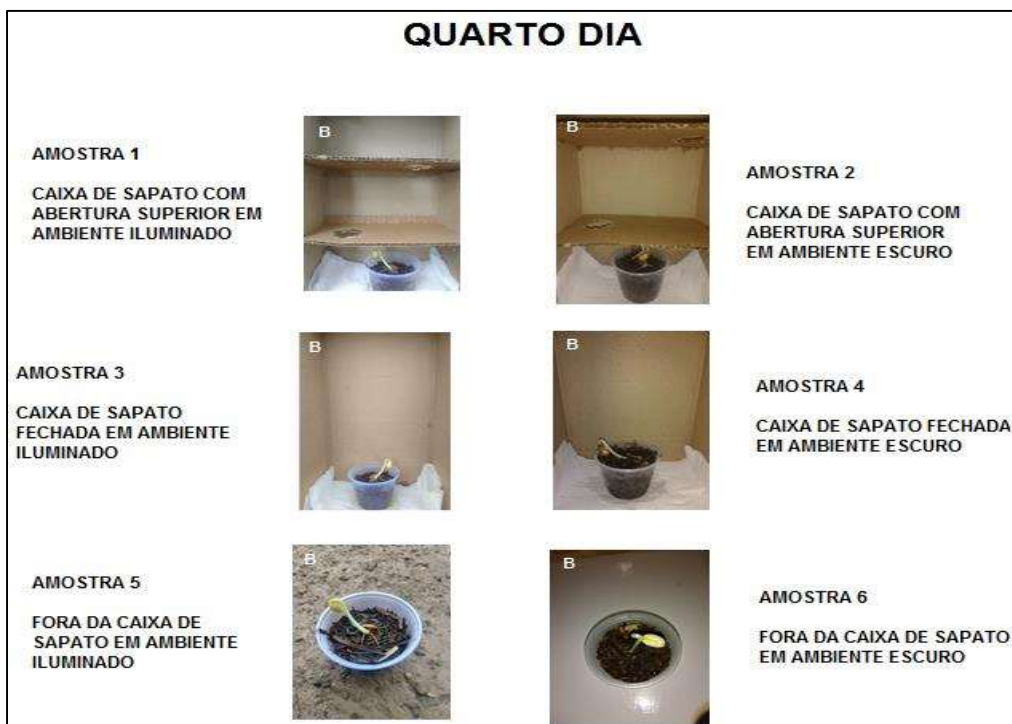 QUARTO DIA
B
AMOSTRA 1
CAIXA DE SAPATO COM
ABERTURA SUPERIOR EM
AMBIENTE ILUMINADO
B
AMOSTRA 2
CAIXA DE SAPATO COM
ABERTURA SUPERIOR
EM AMBIENTE ESCURO
B
AMOSTRA 3
CAIXA DE SAPATO
FECHADA EM AMBIENTE
ILUMINADO
B
AMOSTRA 4
CAIXA DE SAPATO FECHADA
EM AMBIENTE ESCURO
B
AMOSTRA 5
FORA DA CAIXA DE
SAPATO EM AMBIENTE
ILUMINADO
B
AMOSTRA 6
FORA DA CAIXA DE SAPATO
EM AMBIENTE ESCURO